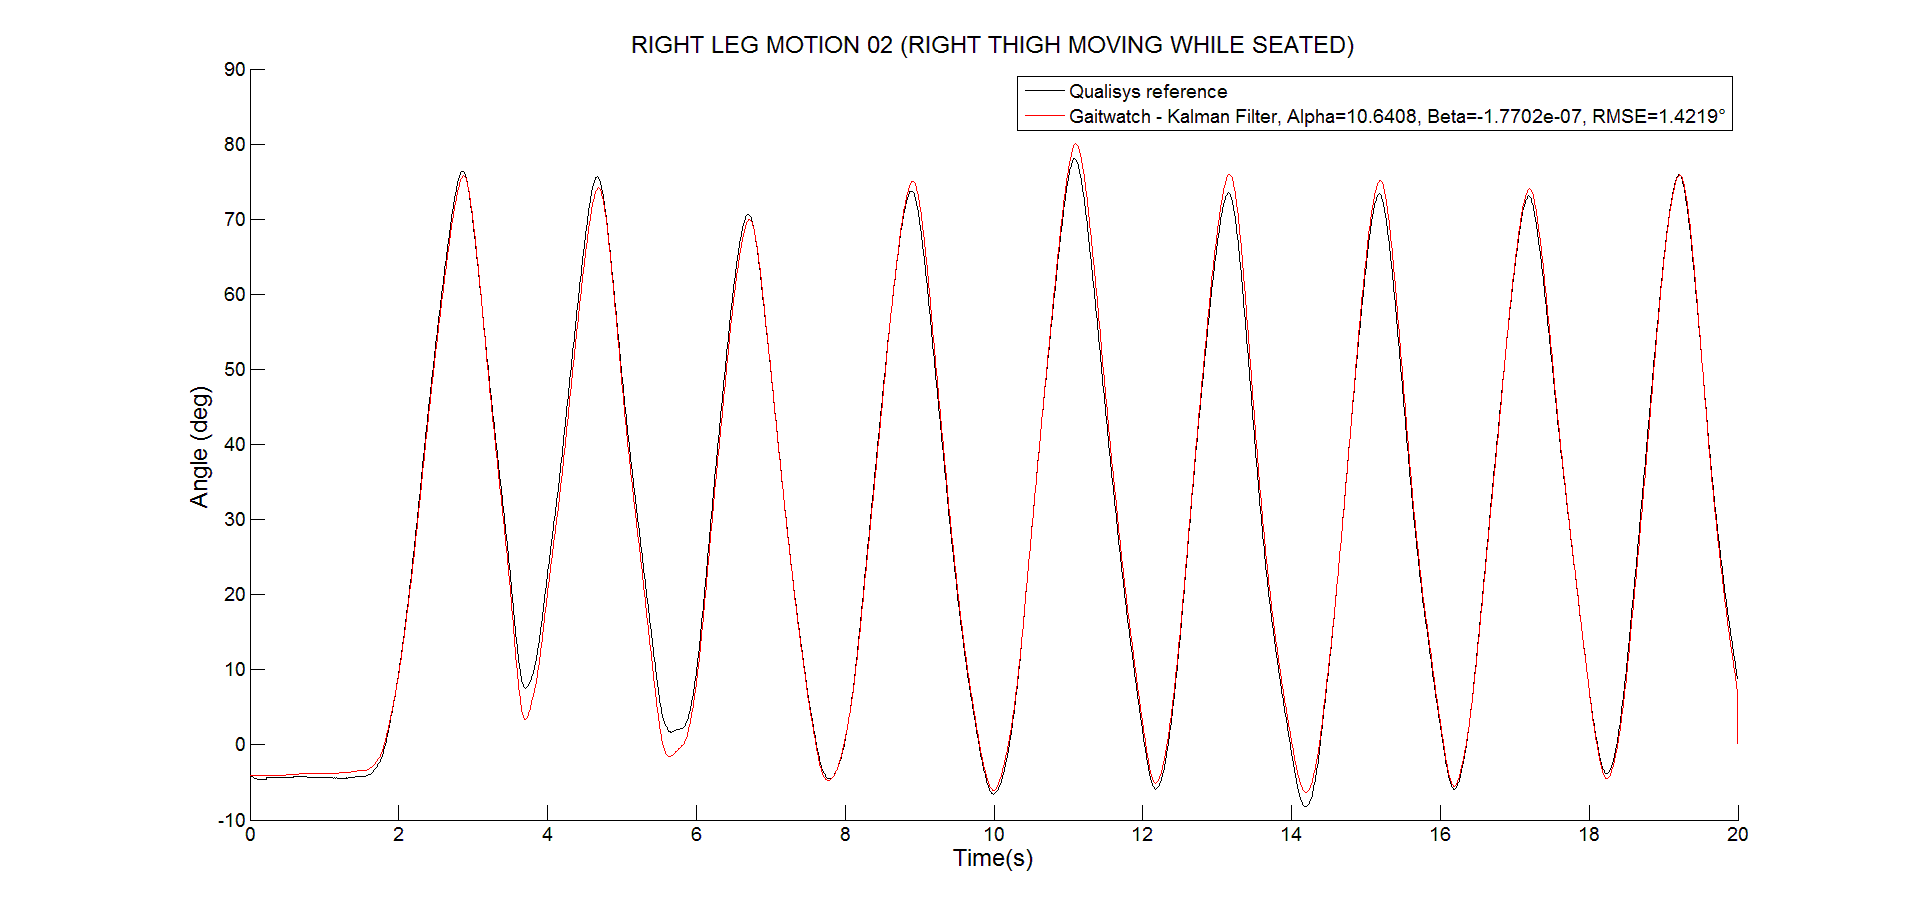 RIGHT LEG MOTION 02 (RIGHT THIGH MOVING WHILE SEATED)
Qualisys reference
Gaitwatch - Kalman Filter, Alpha=10.6408, Beta=-1.7702e-07, RMSE=1.4219°
90
80
70
60
50
40
30
20
10
0
-10
Angle (deg)
0 2 4 6 8 10 12 14 16 18 20
Time(s)